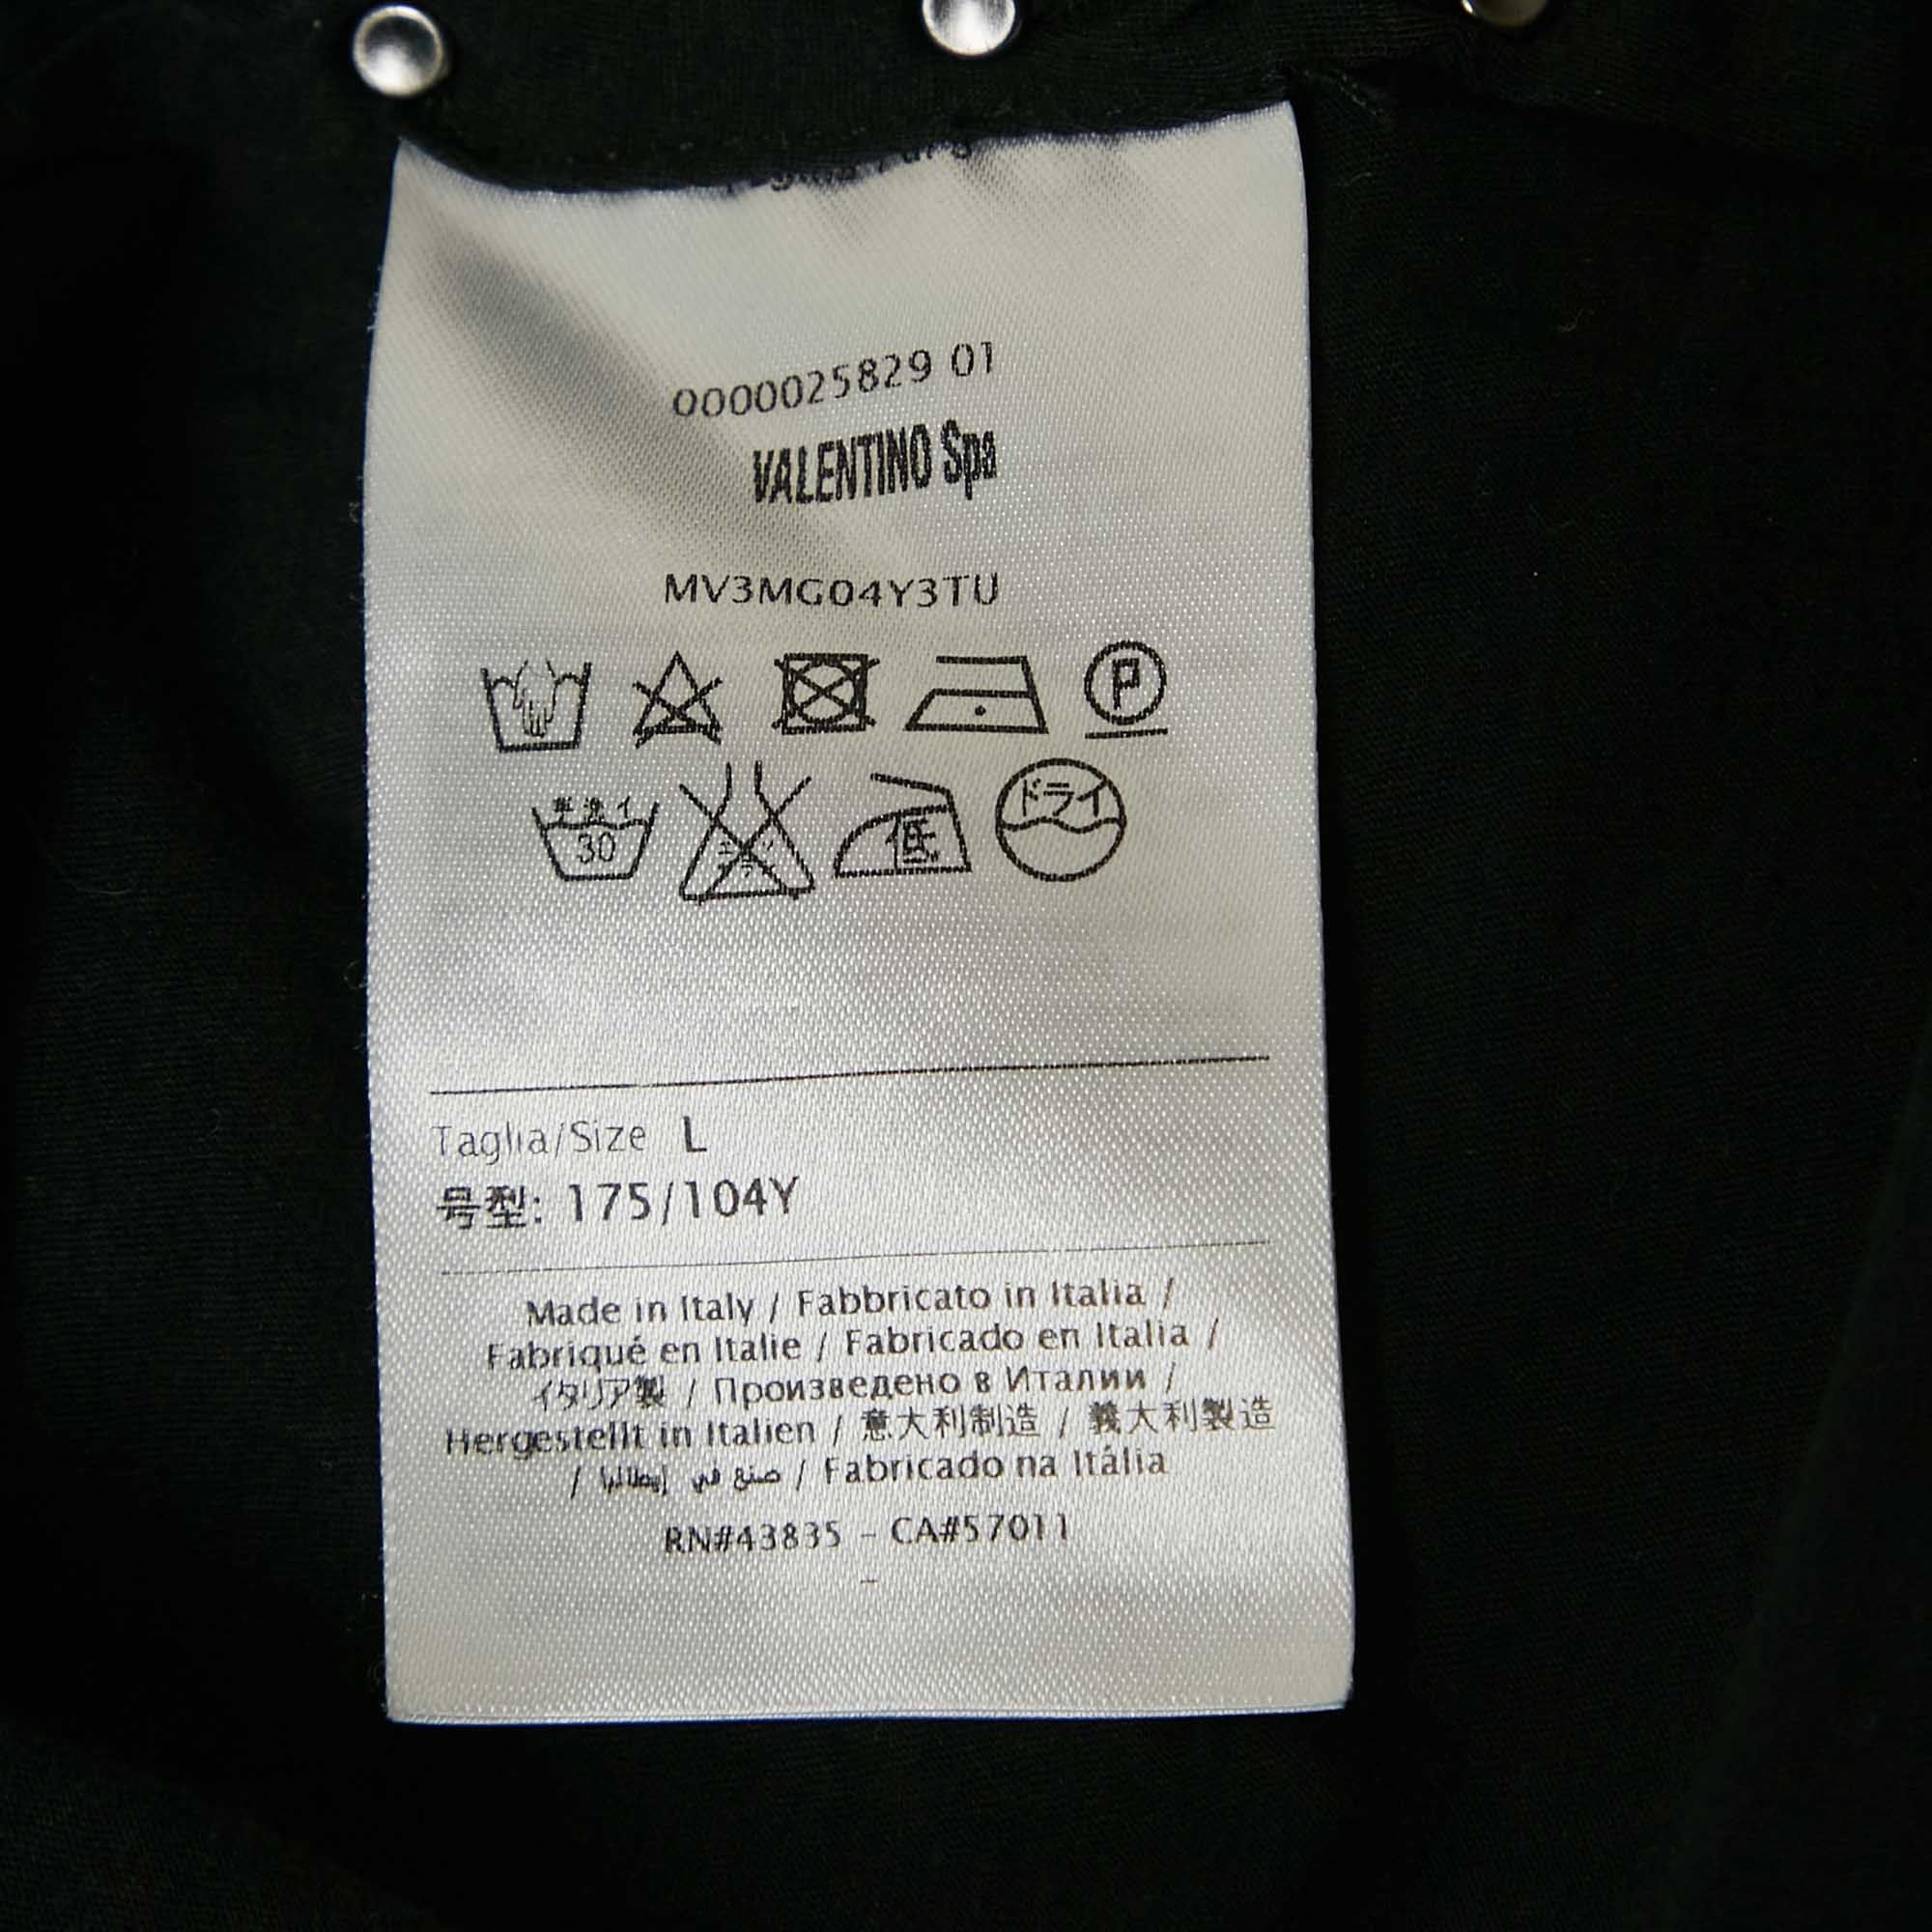 0000025829 01
VALENTINO Spa
MV3MG04Y3TU
P
ドライ
30
低
Taglia/Size L
号型: 175/104Y
Made in Italy / Fabbricato in Italia /
Fabriqué en Italie / Fabricado en Italia /
イタリア製 / Произведено в Италии /
Hergestellt in Italien / 意大利制造 / 義大利製造
/ صنع في إيطاليا / Fabricado na Itália
RN#43835 - CA#57011
-